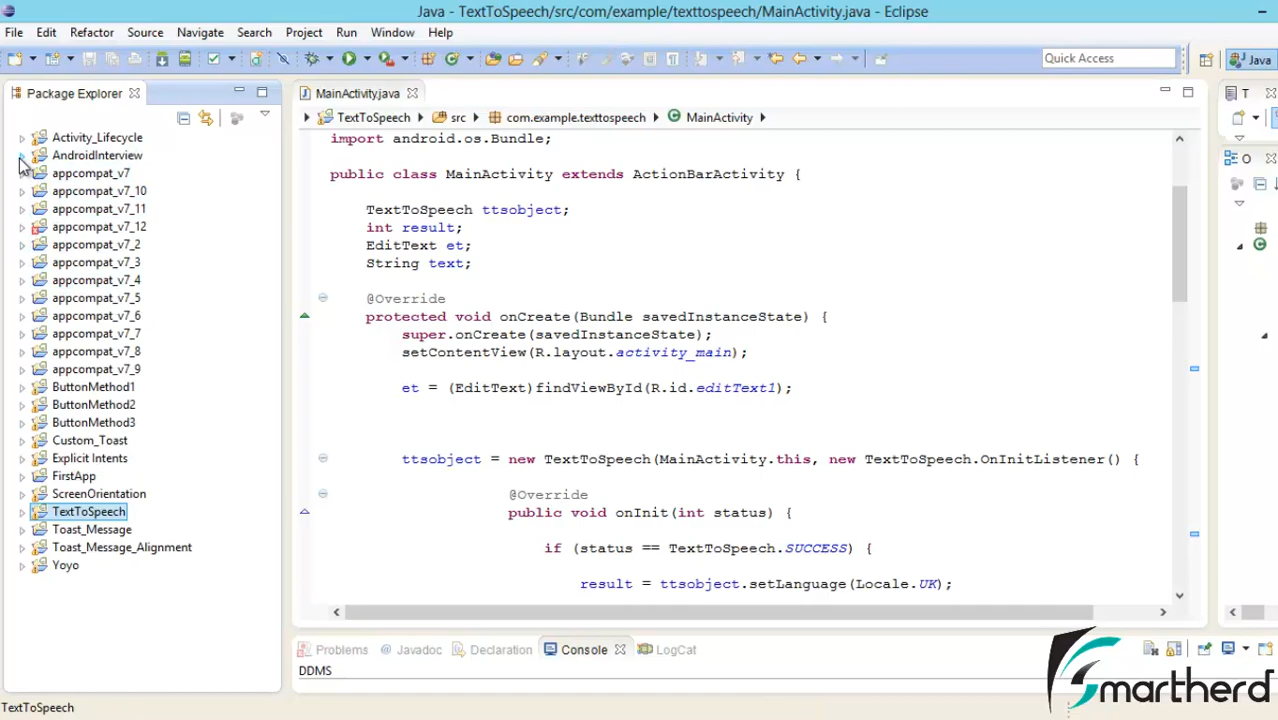 Java - TextToSpeech/src/com/example/texttospeech/MainActivity.java - Eclipse
File Edit Refactor Source Navigate Search Project Run Window Help
Quick Access
Java
Package Explorer
MainActivity.java
T
TextToSpeech src com.example.texttospeech MainActivity
O
Activity_Lifecycle
AndroidInterview
appcompat_v7
appcompat_v7_10
appcompat_v7_11
appcompat_v7_12
appcompat_v7_2
appcompat_v7_3
appcompat_v7_4
appcompat_v7_5
appcompat_v7_6
appcompat_v7_7
appcompat_v7_8
appcompat_v7_9
ButtonMethod1
ButtonMethod2
ButtonMethod3
Custom_Toast
Explicit Intents
FirstApp
ScreenOrientation
TextToSpeech
Toast_Message
Toast_Message_Alignment
Yoyo
import android.os.Bundle;
public class MainActivity extends ActionBarActivity {
TextToSpeech ttsobject;
int result;
EditText et;
String text;
@Override
protected void onCreate(Bundle savedInstanceState) {
super.onCreate(savedInstanceState);
setContentView(R.layout.activity_main);
et = (EditText)findViewById(R.id.editText1);
ttsobject = new TextToSpeech(MainActivity.this, new TextToSpeech.OnInitListener() {
@Override
public void onInit(int status) {
if (status == TextToSpeech.SUCCESS) {
result = ttsobject.setLanguage(Locale.UK);
Problems @ Javadoc Declaration Console LogCat
DDMS
Smartherd
TextToSpeech